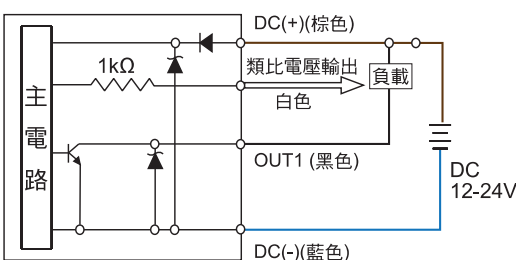 DC(+)(棕色)
1kΩ
類比電壓輸出
負載
白色
主電路
OUT1 (黑色)
DC
12-24V
DC(-)(藍色)